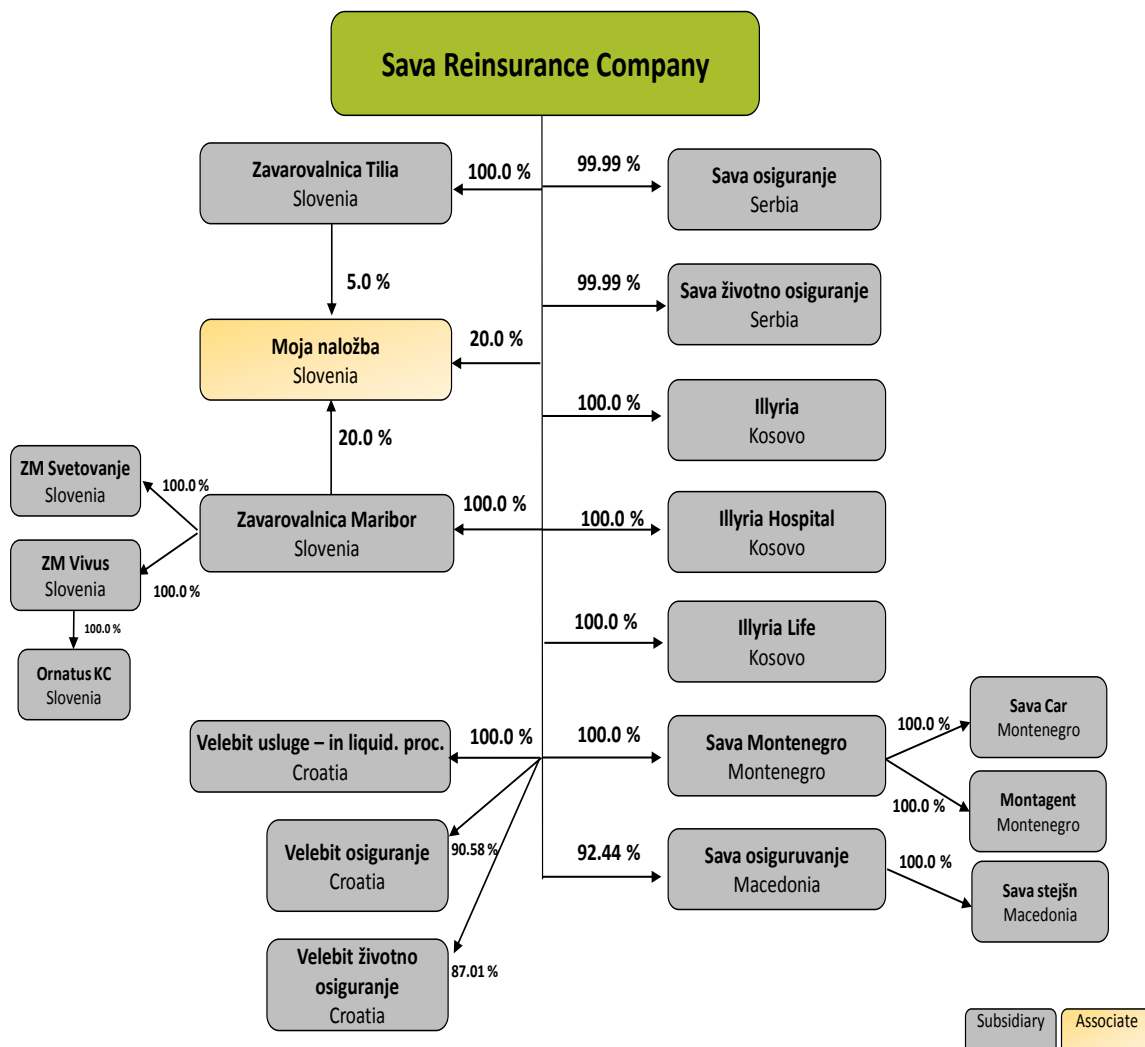 Sava Reinsurance Company
Zavarovalnica Tilia
Slovenia
100.0 %
99.99 %
Sava osiguranje
Serbia
5.0 %
99.99 %
Sava životno osiguranje
Serbia
Moja naložba
Slovenia
20.0 %
100.0 %
Illyria
Kosovo
20.0 %
ZM Svetovanje
Slovenia
100.0 %
Zavarovalnica Maribor
Slovenia
100.0 %
100.0 %
Illyria Hospital
Kosovo
ZM Vivus
Slovenia
100.0 %
100.0 %
Ornatus KC
Slovenia
100.0 %
Illyria Life
Kosovo
Velebit usluge – in liquid. proc.
Croatia
100.0 %
100.0 %
Sava Montenegro
Montenegro
100.0 %
Sava Car
Montenegro
100.0 %
Montagent
Montenegro
Velebit osiguranje
Croatia
90.58 %
92.44 %
Sava osiguruvanje
Macedonia
100.0 %
Sava stejšn
Macedonia
Velebit životno
osiguranje
Croatia
87.01 %
Subsidiary
Associate